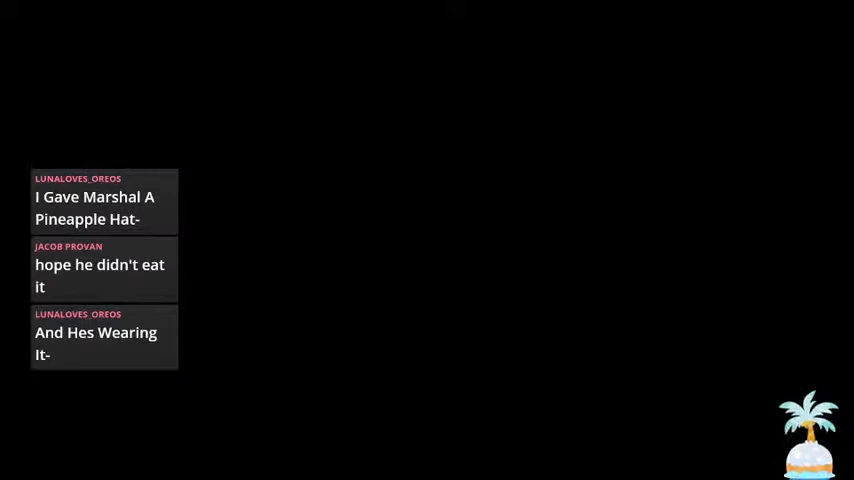 LUNALOVES_OREOS
I Gave Marshal A
Pineapple Hat-
JACOB PROVAN
hope he didn't eat
it
LUNALOVES_OREOS
And Hes Wearing
It-